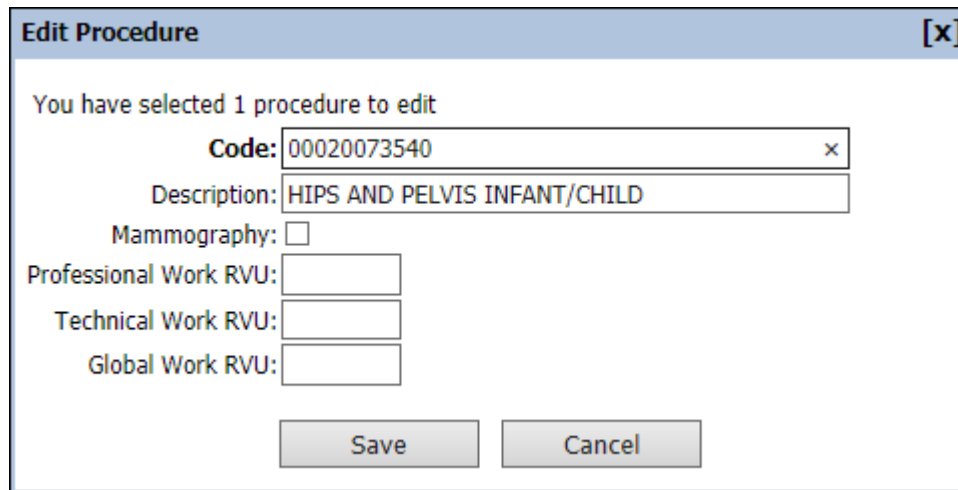 Edit Procedure [x]
You have selected 1 procedure to edit
Code: 00020073540 ×
Description: HIPS AND PELVIS INFANT/CHILD
Mammography:
Professional Work RVU:
Technical Work RVU:
Global Work RVU:
Save Cancel